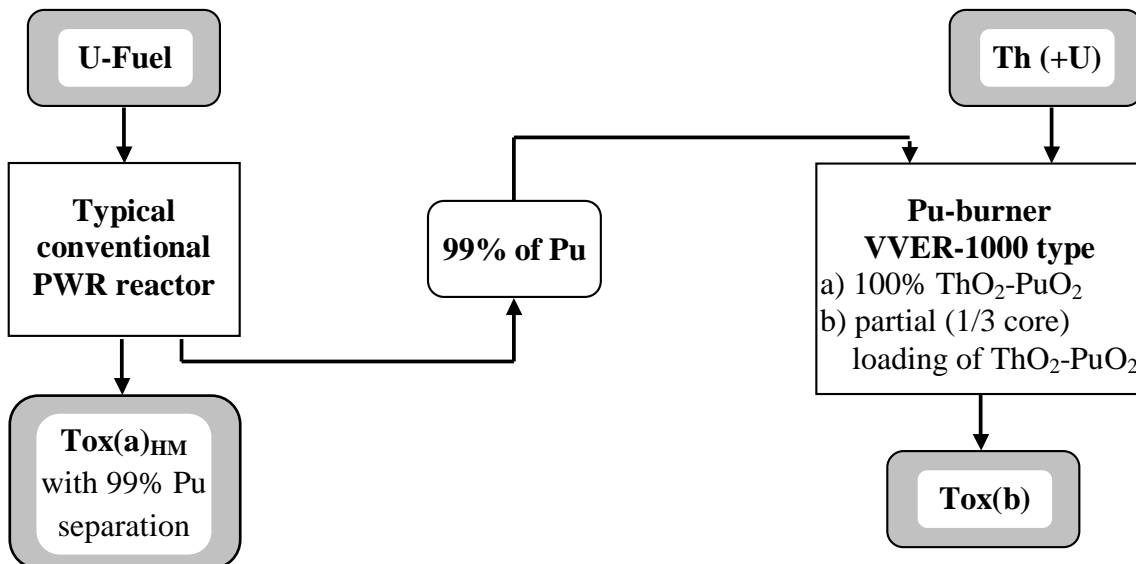 U-Fuel
Th (+U)
Typical
conventional
PWR reactor
99% of Pu
Pu-burner
VVER-1000 type
a) 100% ThO₂-PuO₂
b) partial (1/3 core)
loading of ThO₂-PuO₂
Tox(a)HM
with 99% Pu
separation
Tox(b)